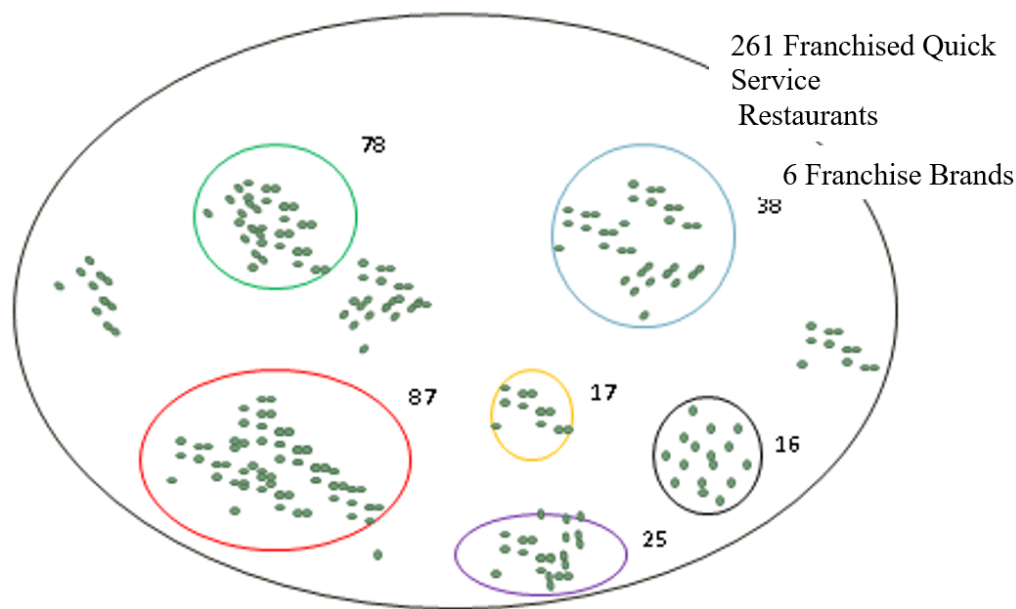 261 Franchised Quick
Service
Restaurants
78
6 Franchise Brands
38
87
17
16
25